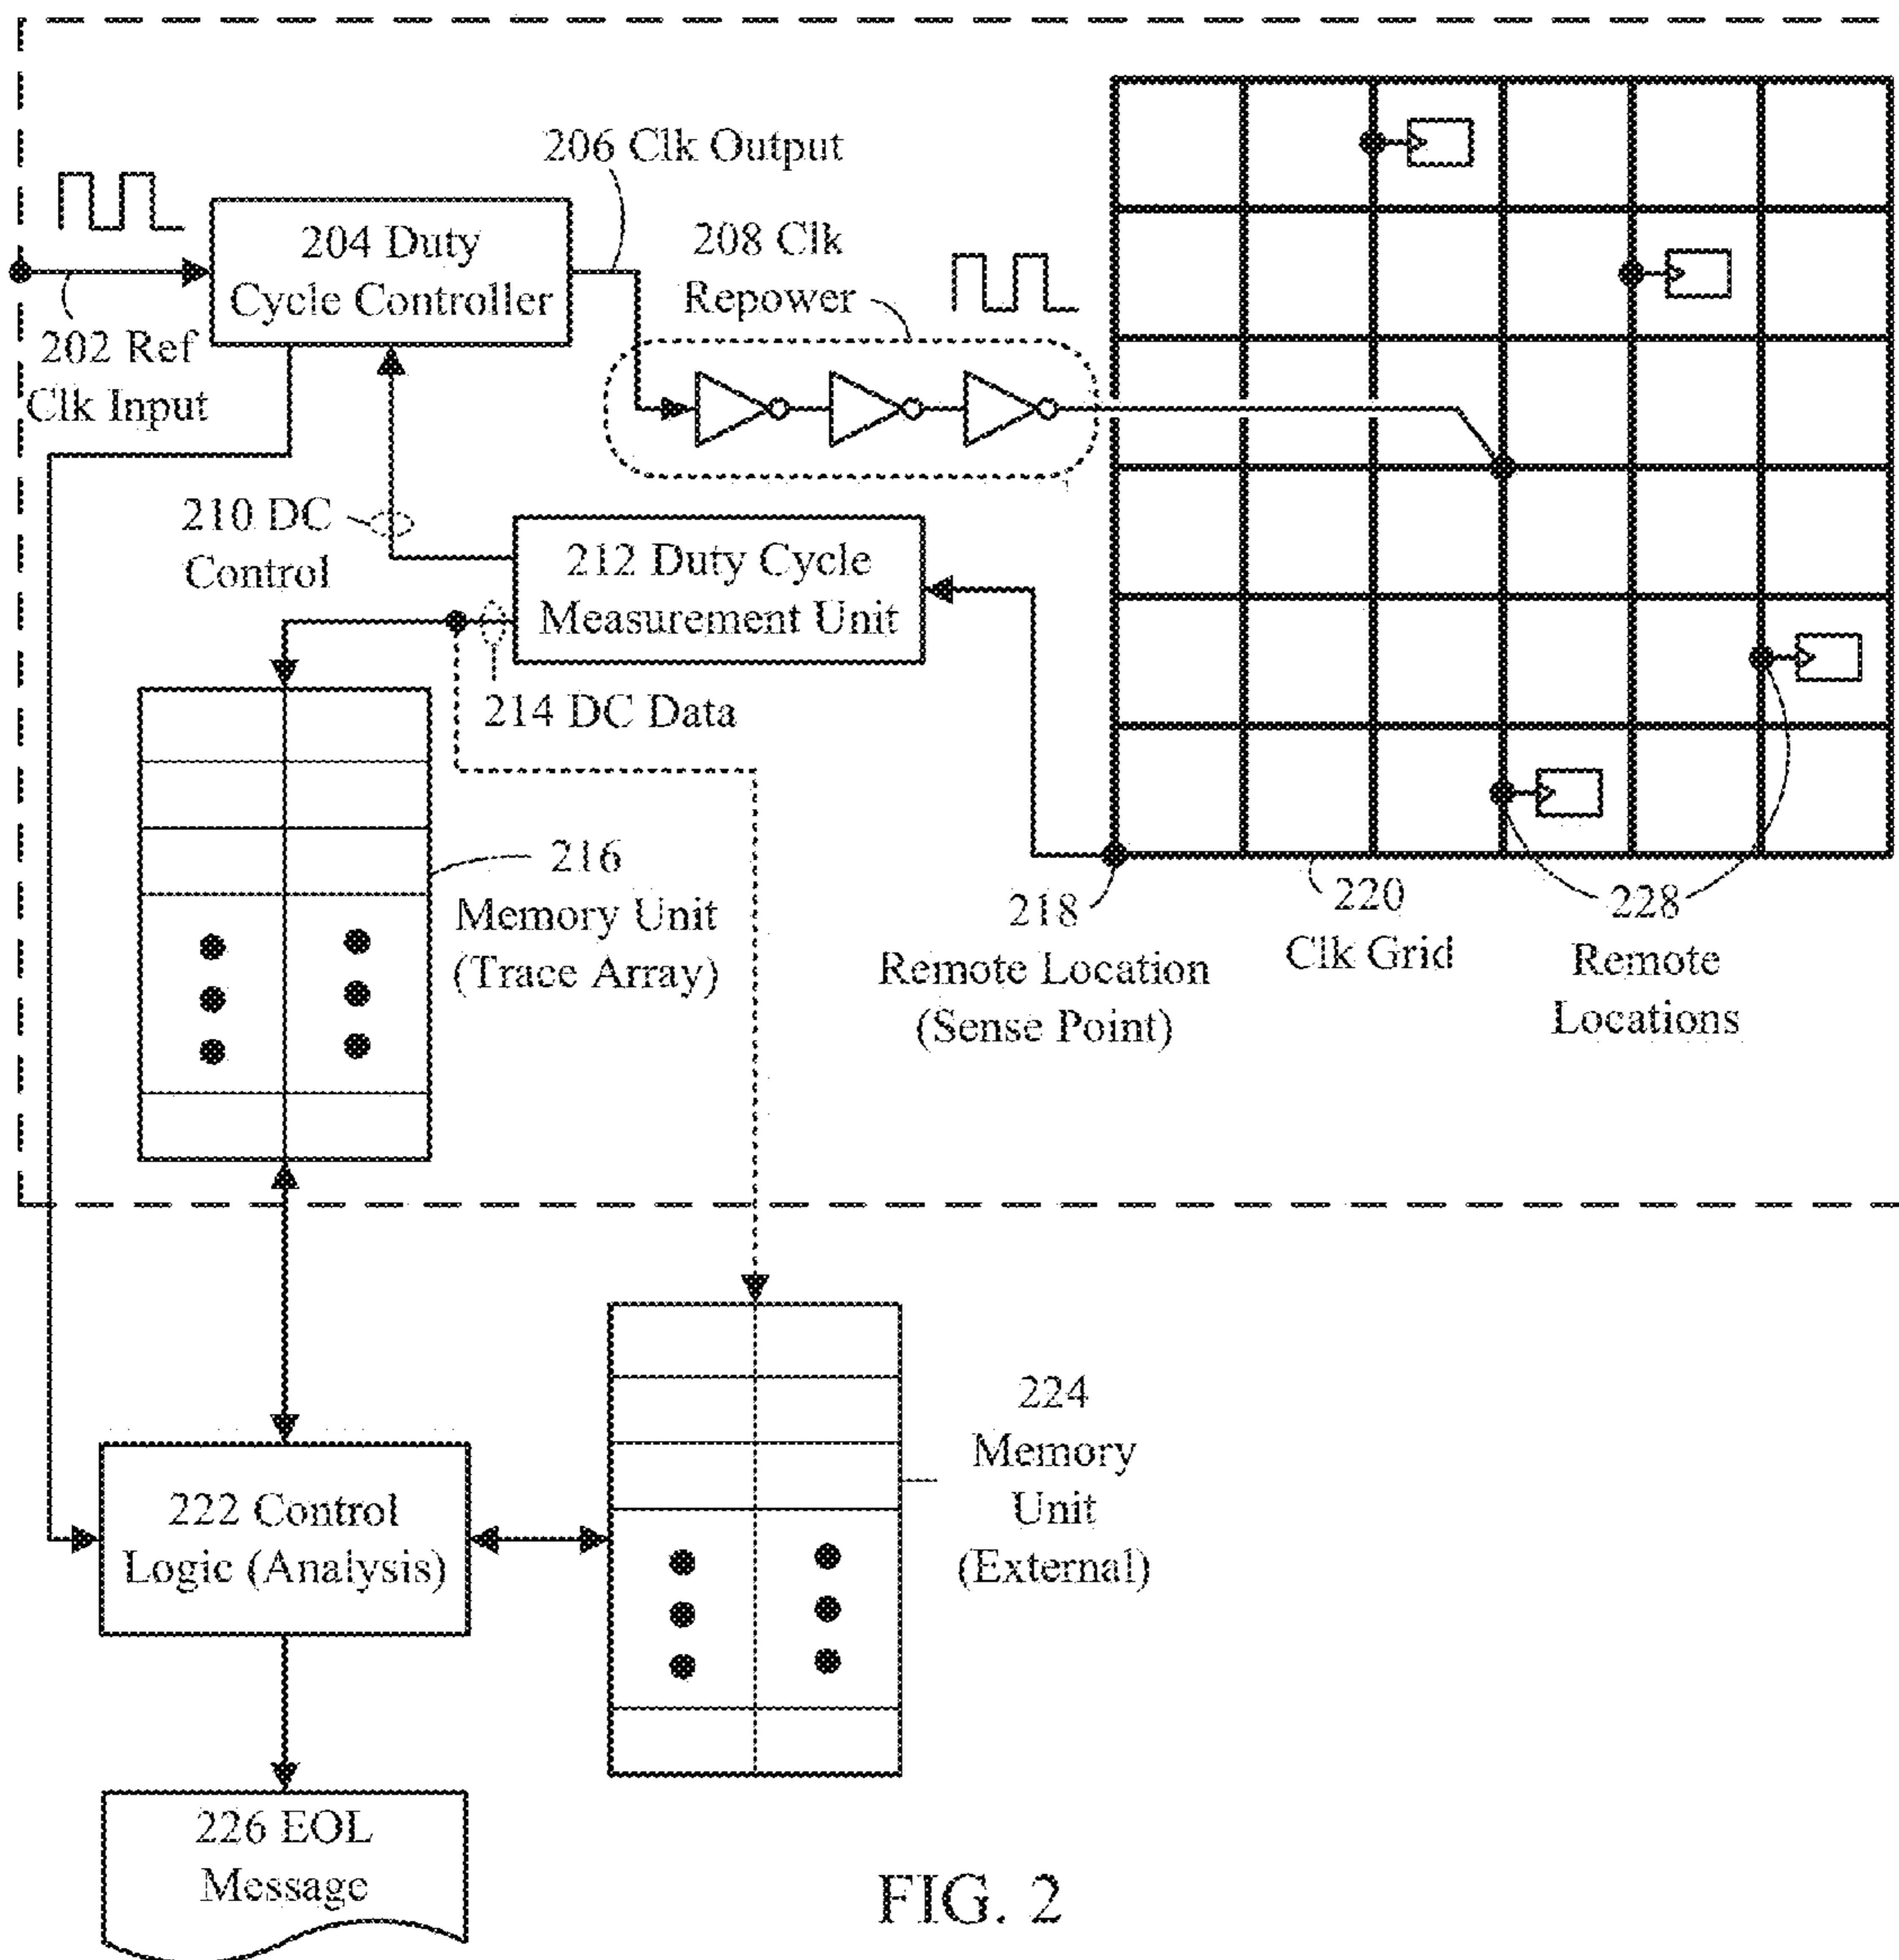 206 Clk Output
204 Duty
Cycle Controller
208 Clk
Repower
202 Ref
Clk Input
210 DC
Control
212 Duty Cycle
Measurement Unit
214 DC Data
216
Memory Unit
(Trace Array)
218
Remote Location
(Sense Point)
220
Clk Grid
228
Remote
Locations
222 Control
Logic (Analysis)
224
Memory
Unit
(External)
226 EOL
Message
FIG. 2